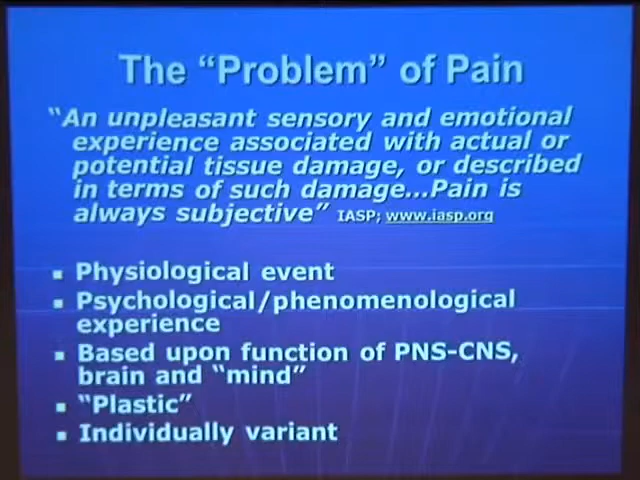 The “Problem” of Pain
“An unpleasant sensory and emotional
experience associated with actual or
potential tissue damage, or described
in terms of such damage...Pain is
always subjective” IASP; www.iasp.org
▪ Physiological event
▪ Psychological/phenomenological
experience
▪ Based upon function of PNS-CNS,
brain and “mind”
▪ “Plastic”
▪ Individually variant